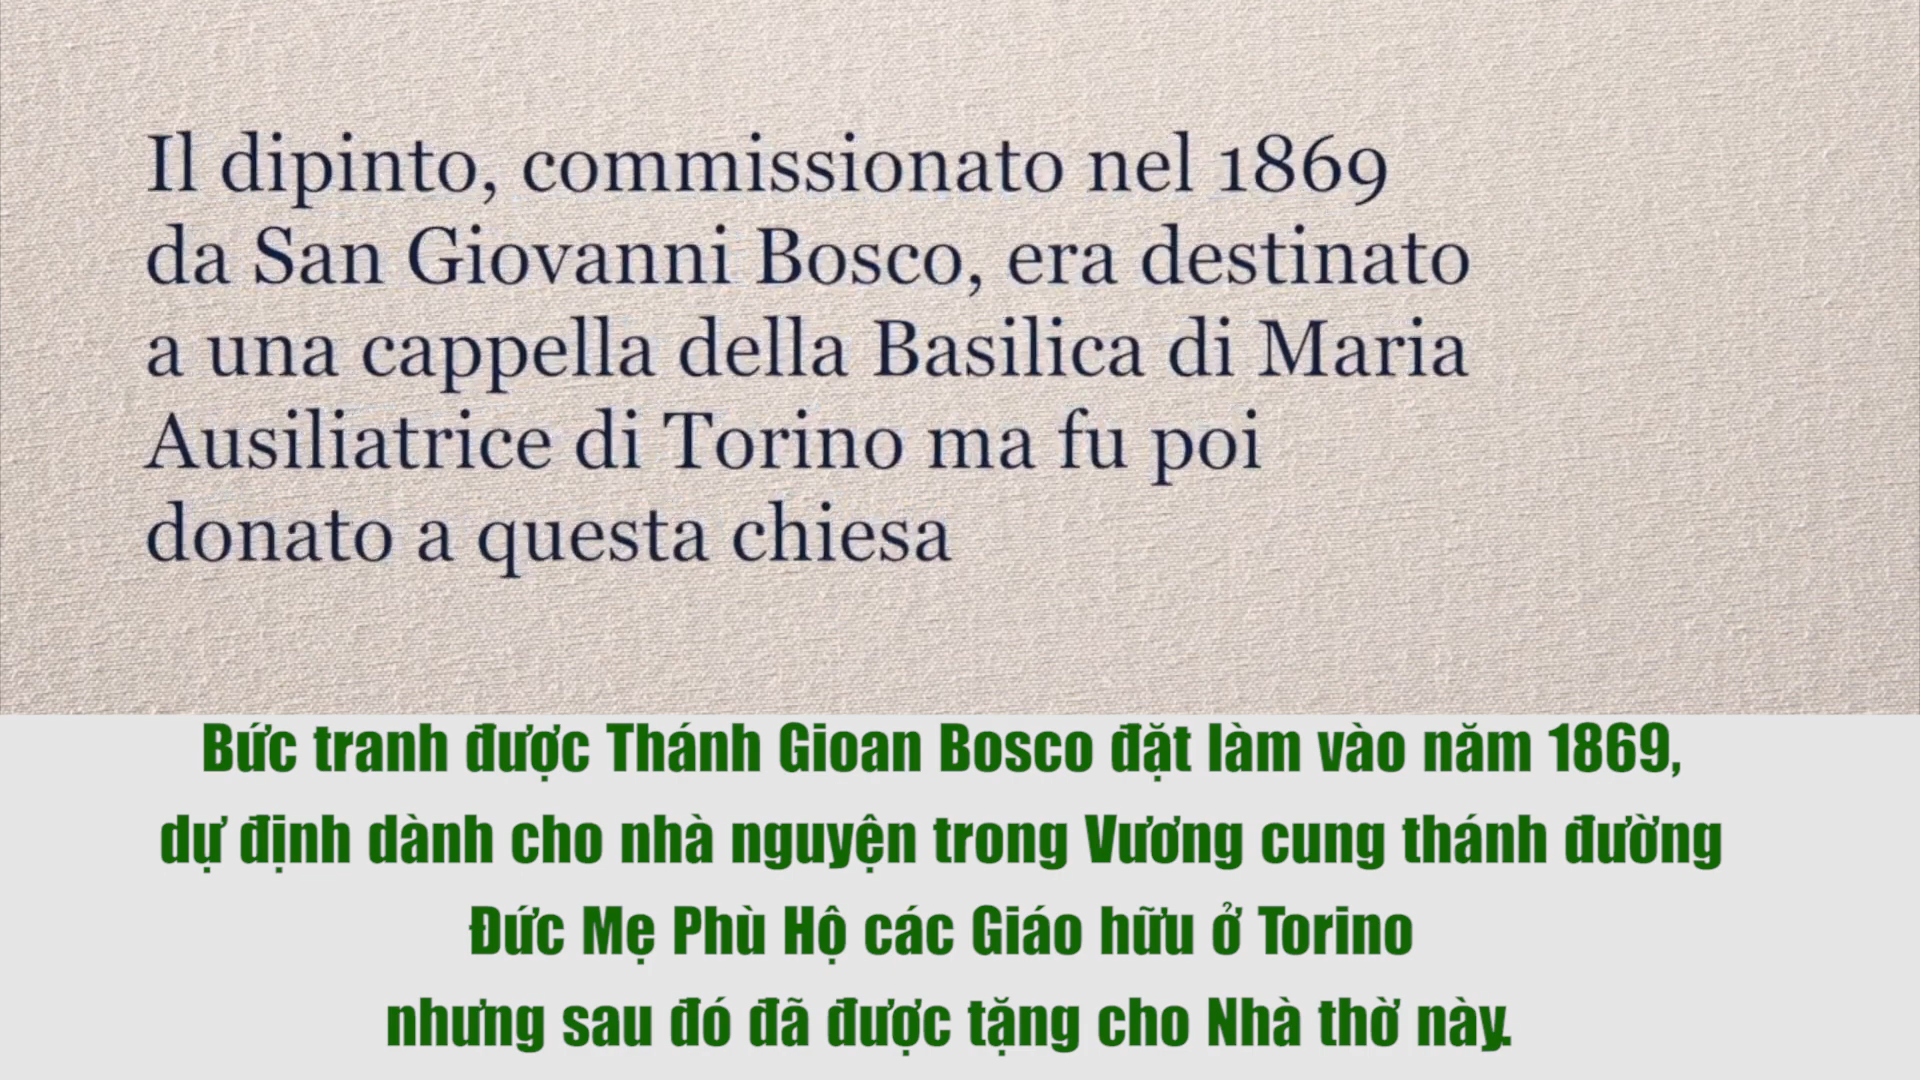 Il dipinto, commissionato nel 1869
da San Giovanni Bosco, era destinato
a una cappella della Basilica di Maria
Ausiliatrice di Torino ma fu poi
donato a questa chiesa
Bức tranh được Thánh Gioan Bosco đặt làm vào năm 1869,
dự định dành cho nhà nguyện trong Vương cung thánh đường
Đức Mẹ Phù Hộ các Giáo hữu ở Torino
nhưng sau đó đã được tặng cho Nhà thờ này.